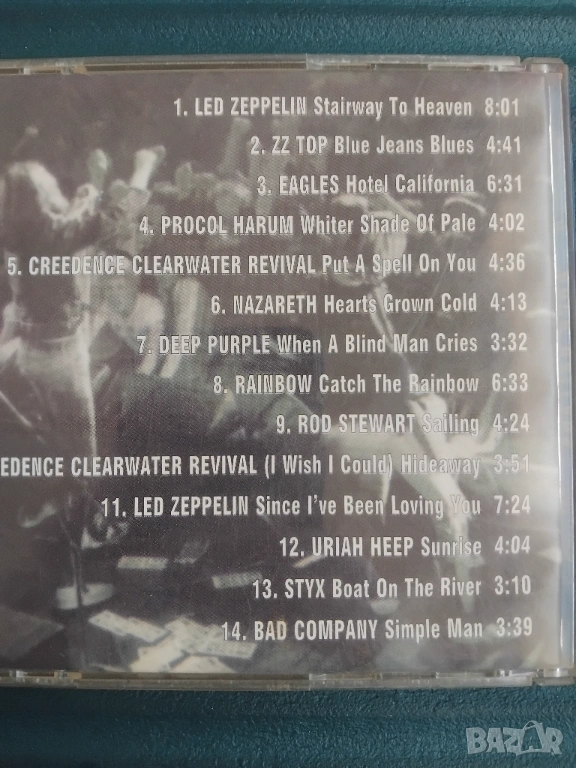 1. LED ZEPPELIN Stairway To Heaven 8:01
2. ZZ TOP Blue Jeans Blues 4:41
3. EAGLES Hotel California 6:31
4. PROCOL HARUM Whiter Shade Of Pale 4:02
5. CREEDENCE CLEARWATER REVIVAL Put A Spell On You 4:36
6. NAZARETH Hearts Grown Cold 4:13
7. DEEP PURPLE When A Blind Man Cries 3:32
8. RAINBOW Catch The Rainbow 6:33
9. ROD STEWART Sailing 4:24
EDENCE CLEARWATER REVIVAL (I Wish I Could) Hideaway 3:51
11. LED ZEPPELIN Since I've Been Loving You 7:24
12. URIAH HEEP Sunrise 4:04
13. STYX Boat On The River 3:10
14. BAD COMPANY Simple Man 3:39
BAZAR